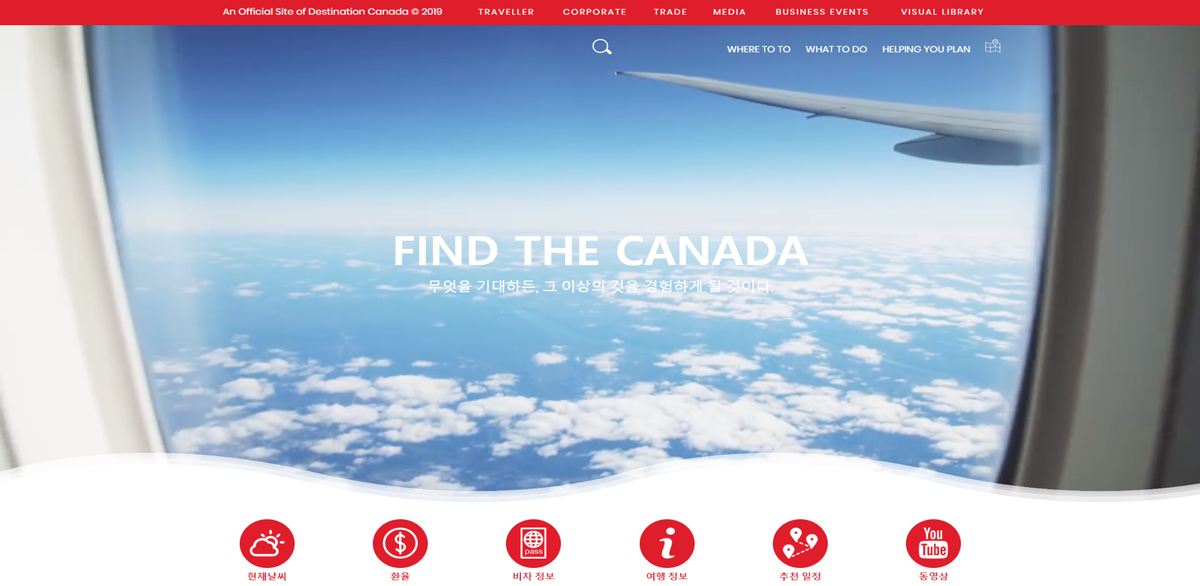 An Official Site of Destination Canada © 2019 TRAVELLER CORPORATE TRADE MEDIA BUSINESS EVENTS VISUAL LIBRARY
WHERE TO TO WHAT TO DO HELPING YOU PLAN
FIND THE CANADA
무엇을 기대하든, 그 이상의 것을 경험하게 될 것이다.
pass
You
Tube
현재날씨 환율 비자 정보 여행 정보 추천 일정 동영상